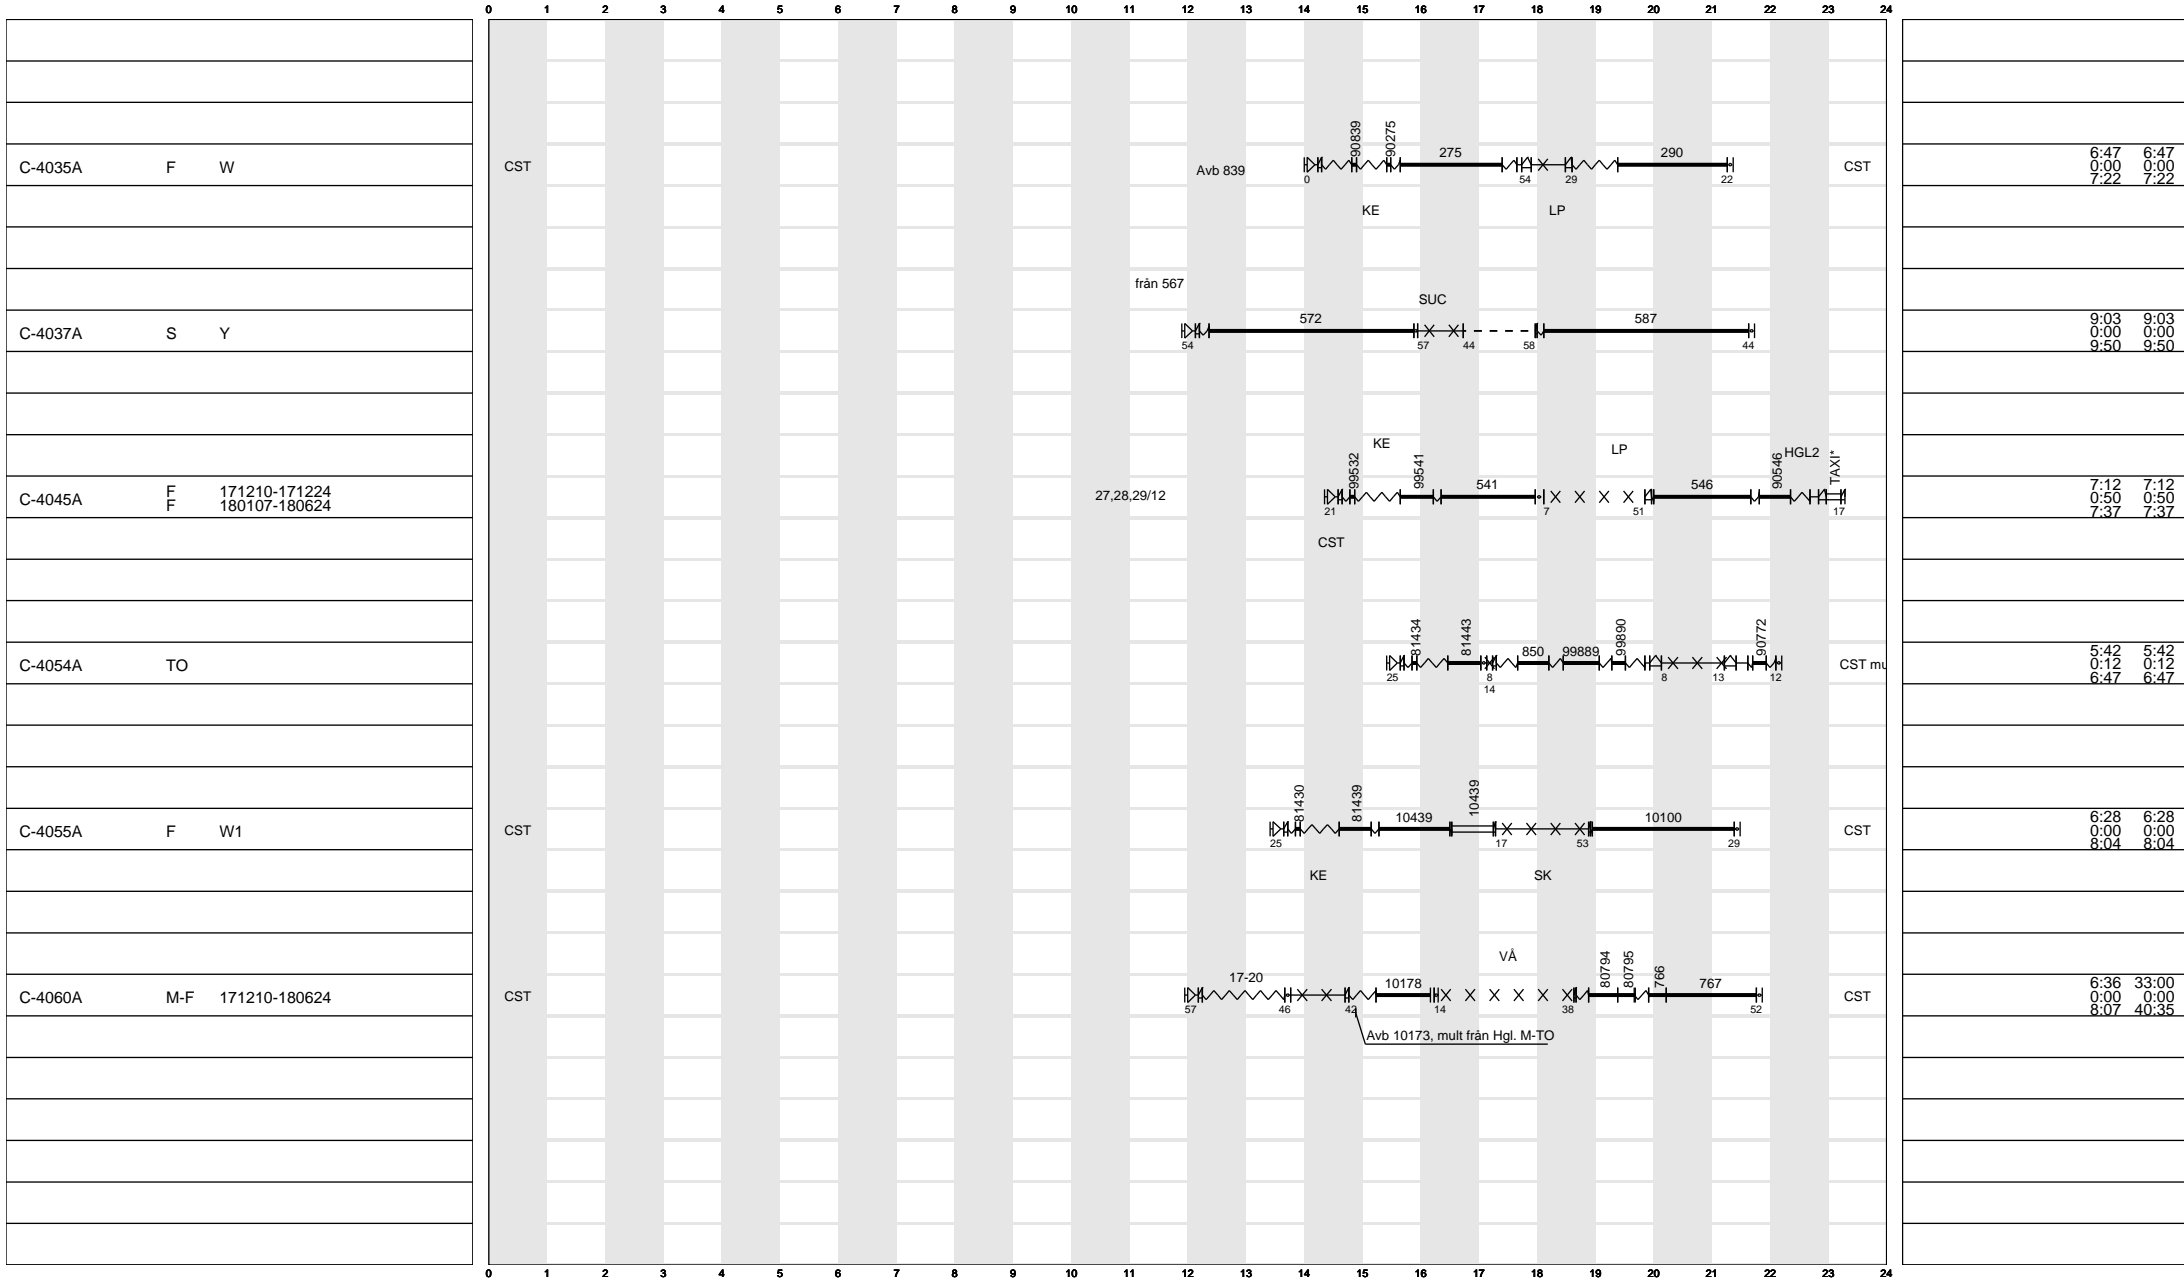 0 1 2 3 4 5 6 7 8 9 10 11 12 13 14 15 16 17 18 19 20 21 22 23 24
90839 90275
275 290
C-4035A F W CST Avb 839 CST 6:47 6:47
0:00 0:00
7:22 7:22
0 54 29 22
KE LP
från 567
SUC
572 587
C-4037A S Y 9:03 9:03
0:00 0:00
9:50 9:50
54 57 44 58 44
KE LP HGL2
99532 99541 90546 TAXI*
541 546
C-4045A F 171210-171224 27,28,29/12 7:12 7:12
F 180107-180624 0:50 0:50
7:37 7:37
21 7 51 17
CST
81434 81443 99890 90772
850 99889
C-4054A TO CST mu 5:42 5:42
0:12 0:12
6:47 6:47
25 8 8 13 12
14
81430 81439 10439
10439 10100
C-4055A F W1 CST CST 6:28 6:28
0:00 0:00
8:04 8:04
25 17 53 29
KE SK
VÅ
80794 80795 766
17-20 10178 767
C-4060A M-F 171210-180624 CST CST 6:36 33:00
0:00 0:00
8:07 40:35
57 46 42 14 38 52
Avb 10173, mult från Hgl. M-TO
0 1 2 3 4 5 6 7 8 9 10 11 12 13 14 15 16 17 18 19 20 21 22 23 24